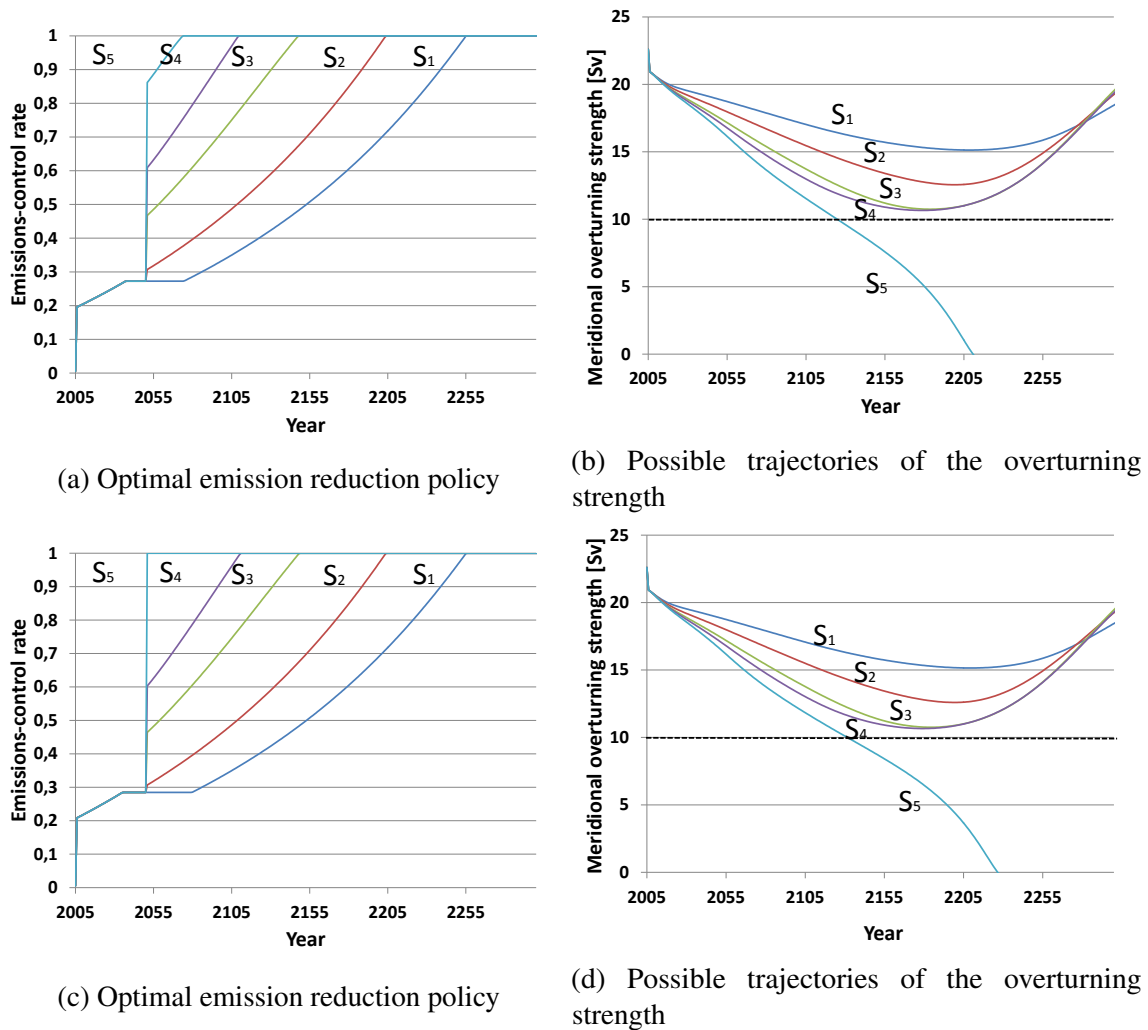 Emissions-control rate
1
0,9
0,8
0,7
0,6
0,5
0,4
0,3
0,2
0,1
0
S5
S4
S3
S2
S1
2005 2055 2105 2155 2205 2255
Year
(a) Optimal emission reduction policy
Meridional overturning strength [Sv]
25
20
15
10
5
0
S1
S2
S3
S4
S5
2005 2055 2105 2155 2205 2255
Year
(b) Possible trajectories of the overturning
strength
Emissions-control rate
1
0,9
0,8
0,7
0,6
0,5
0,4
0,3
0,2
0,1
0
S5
S4
S3
S2
S1
2005 2055 2105 2155 2205 2255
Year
(c) Optimal emission reduction policy
Meridional overturning strength [Sv]
25
20
15
10
5
0
S1
S2
S3
S4
S5
2005 2055 2105 2155 2205 2255
Year
(d) Possible trajectories of the overturning
strength